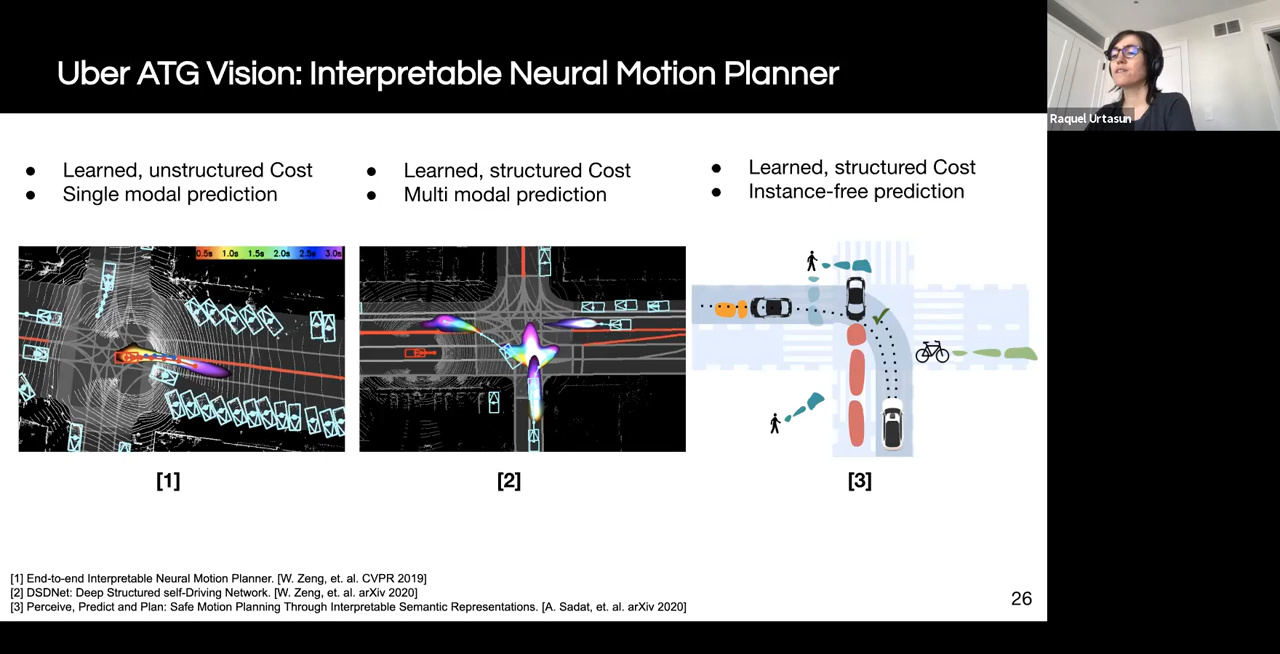 Uber ATG Vision: Interpretable Neural Motion Planner
Raquel Urtasun
● Learned, unstructured Cost
● Single modal prediction
● Learned, structured Cost
● Multi modal prediction
● Learned, structured Cost
● Instance-free prediction
0.5s 1.0s 1.5s 2.0s 2.5s 3.0s
[1]
[2]
[3]
[1] End-to-end Interpretable Neural Motion Planner. [W. Zeng, et. al. CVPR 2019]
[2] DSDNet: Deep Structured self-Driving Network. [W. Zeng, et. al. arXiv 2020]
[3] Perceive, Predict and Plan: Safe Motion Planning Through Interpretable Semantic Representations. [A. Sadat, et. al. arXiv 2020]
26